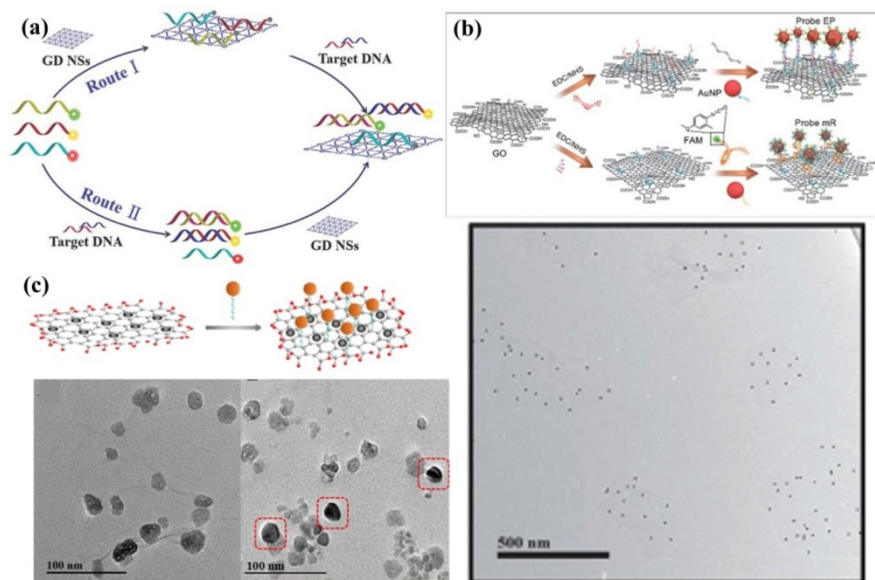 (a)
GD NSs
Route I
Target DNA
Route II
Target DNA
GD NSs
(b)
Probe EP
EDC/NHS
AuNP
COOH
GO
EDC/NHS
FAM
Probe mR
(c)
100 nm
100 nm
500 nm